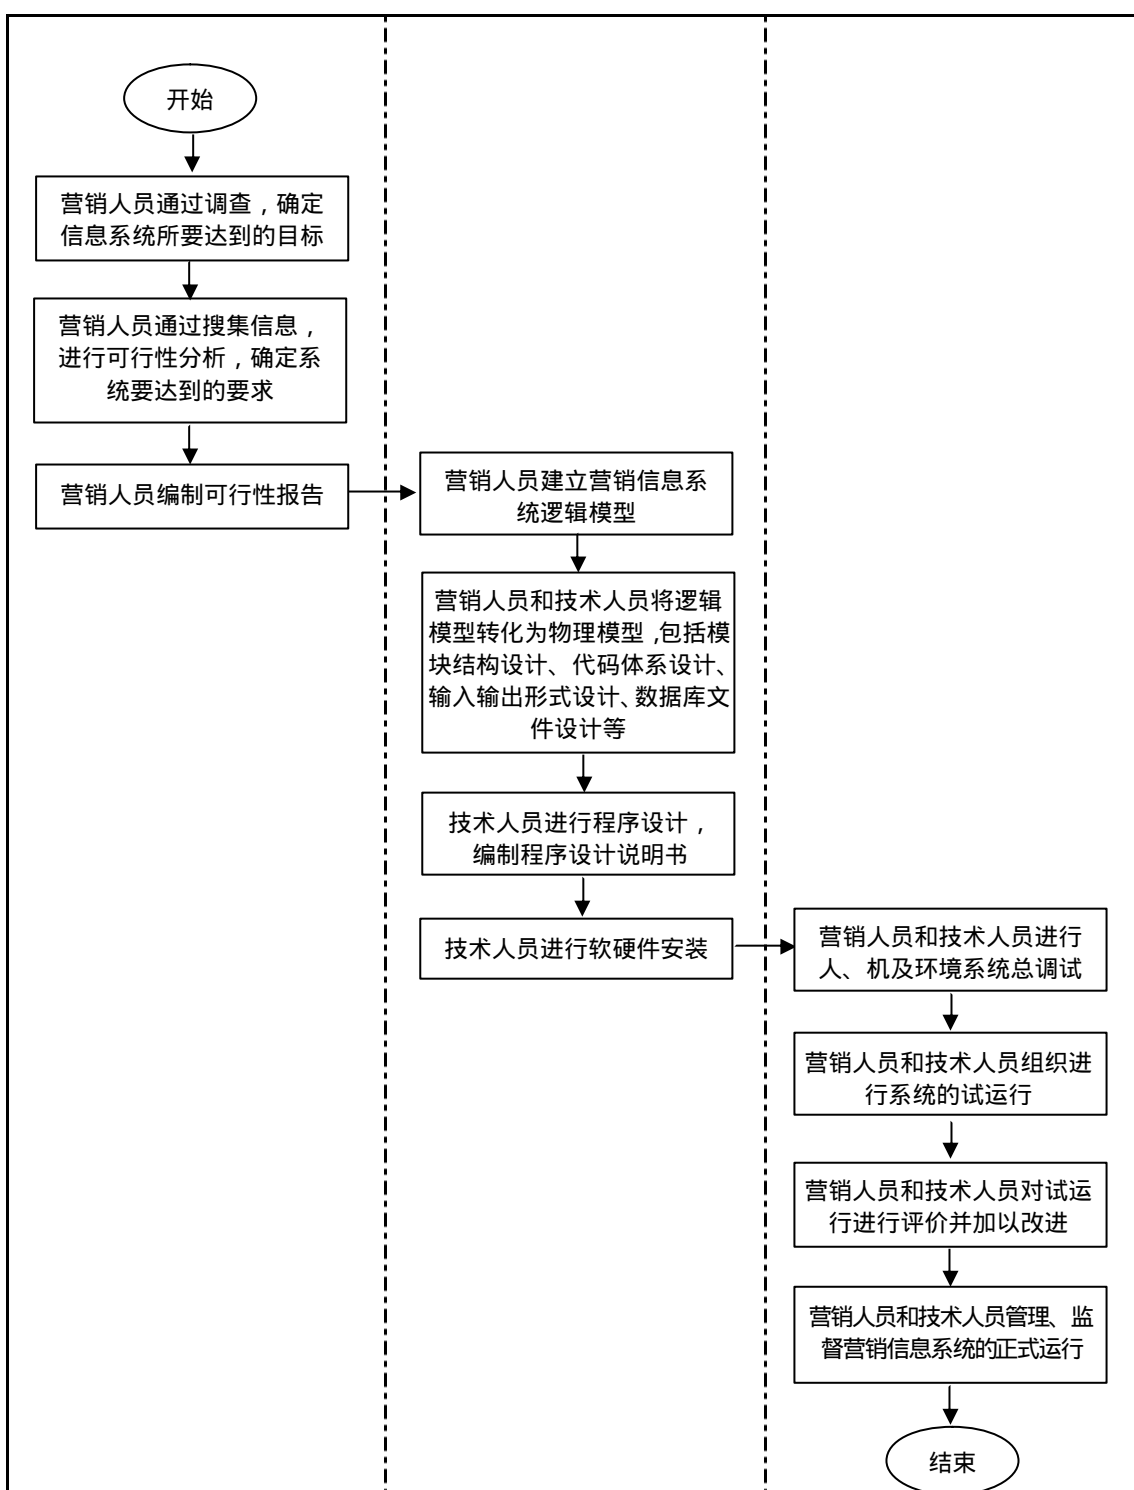 开始
营销人员通过调查，确定
信息系统所要达到的目标
营销人员通过搜集信息，
进行可行性分析，确定系
统要达到的要求
营销人员编制可行性报告
营销人员建立营销信息系
统逻辑模型
营销人员和技术人员将逻辑
模型转化为物理模型，包括模
块结构设计、代码体系设计、
输入输出形式设计、数据库文
件设计等
技术人员进行程序设计，
编制程序设计说明书
技术人员进行软硬件安装
营销人员和技术人员进行
人、机及环境系统总调试
营销人员和技术人员组织进
行系统的试运行
营销人员和技术人员对试运
行进行评价并加以改进
营销人员和技术人员管理、监
督营销信息系统的正式运行
结束